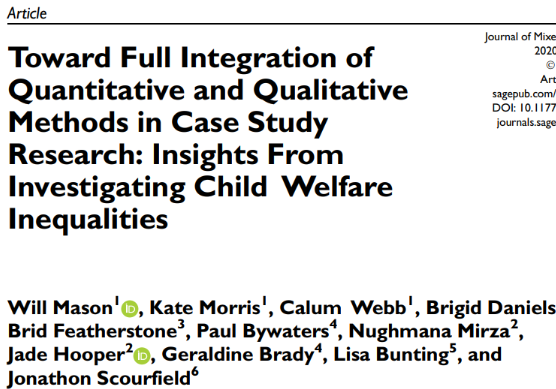 Article
Journal of Mixe
2020
©
Art
sagepub.com/
DOI: 10.1177
journals.sage
Toward Full Integration of
Quantitative and Qualitative
Methods in Case Study
Research: Insights From
Investigating Child Welfare
Inequalities
Will Mason1 iD, Kate Morris1, Calum Webb1, Brigid Daniels
Brid Featherstone3, Paul Bywaters4, Nughmana Mirza2,
Jade Hooper2 iD, Geraldine Brady4, Lisa Bunting5, and
Jonathon Scourfield6